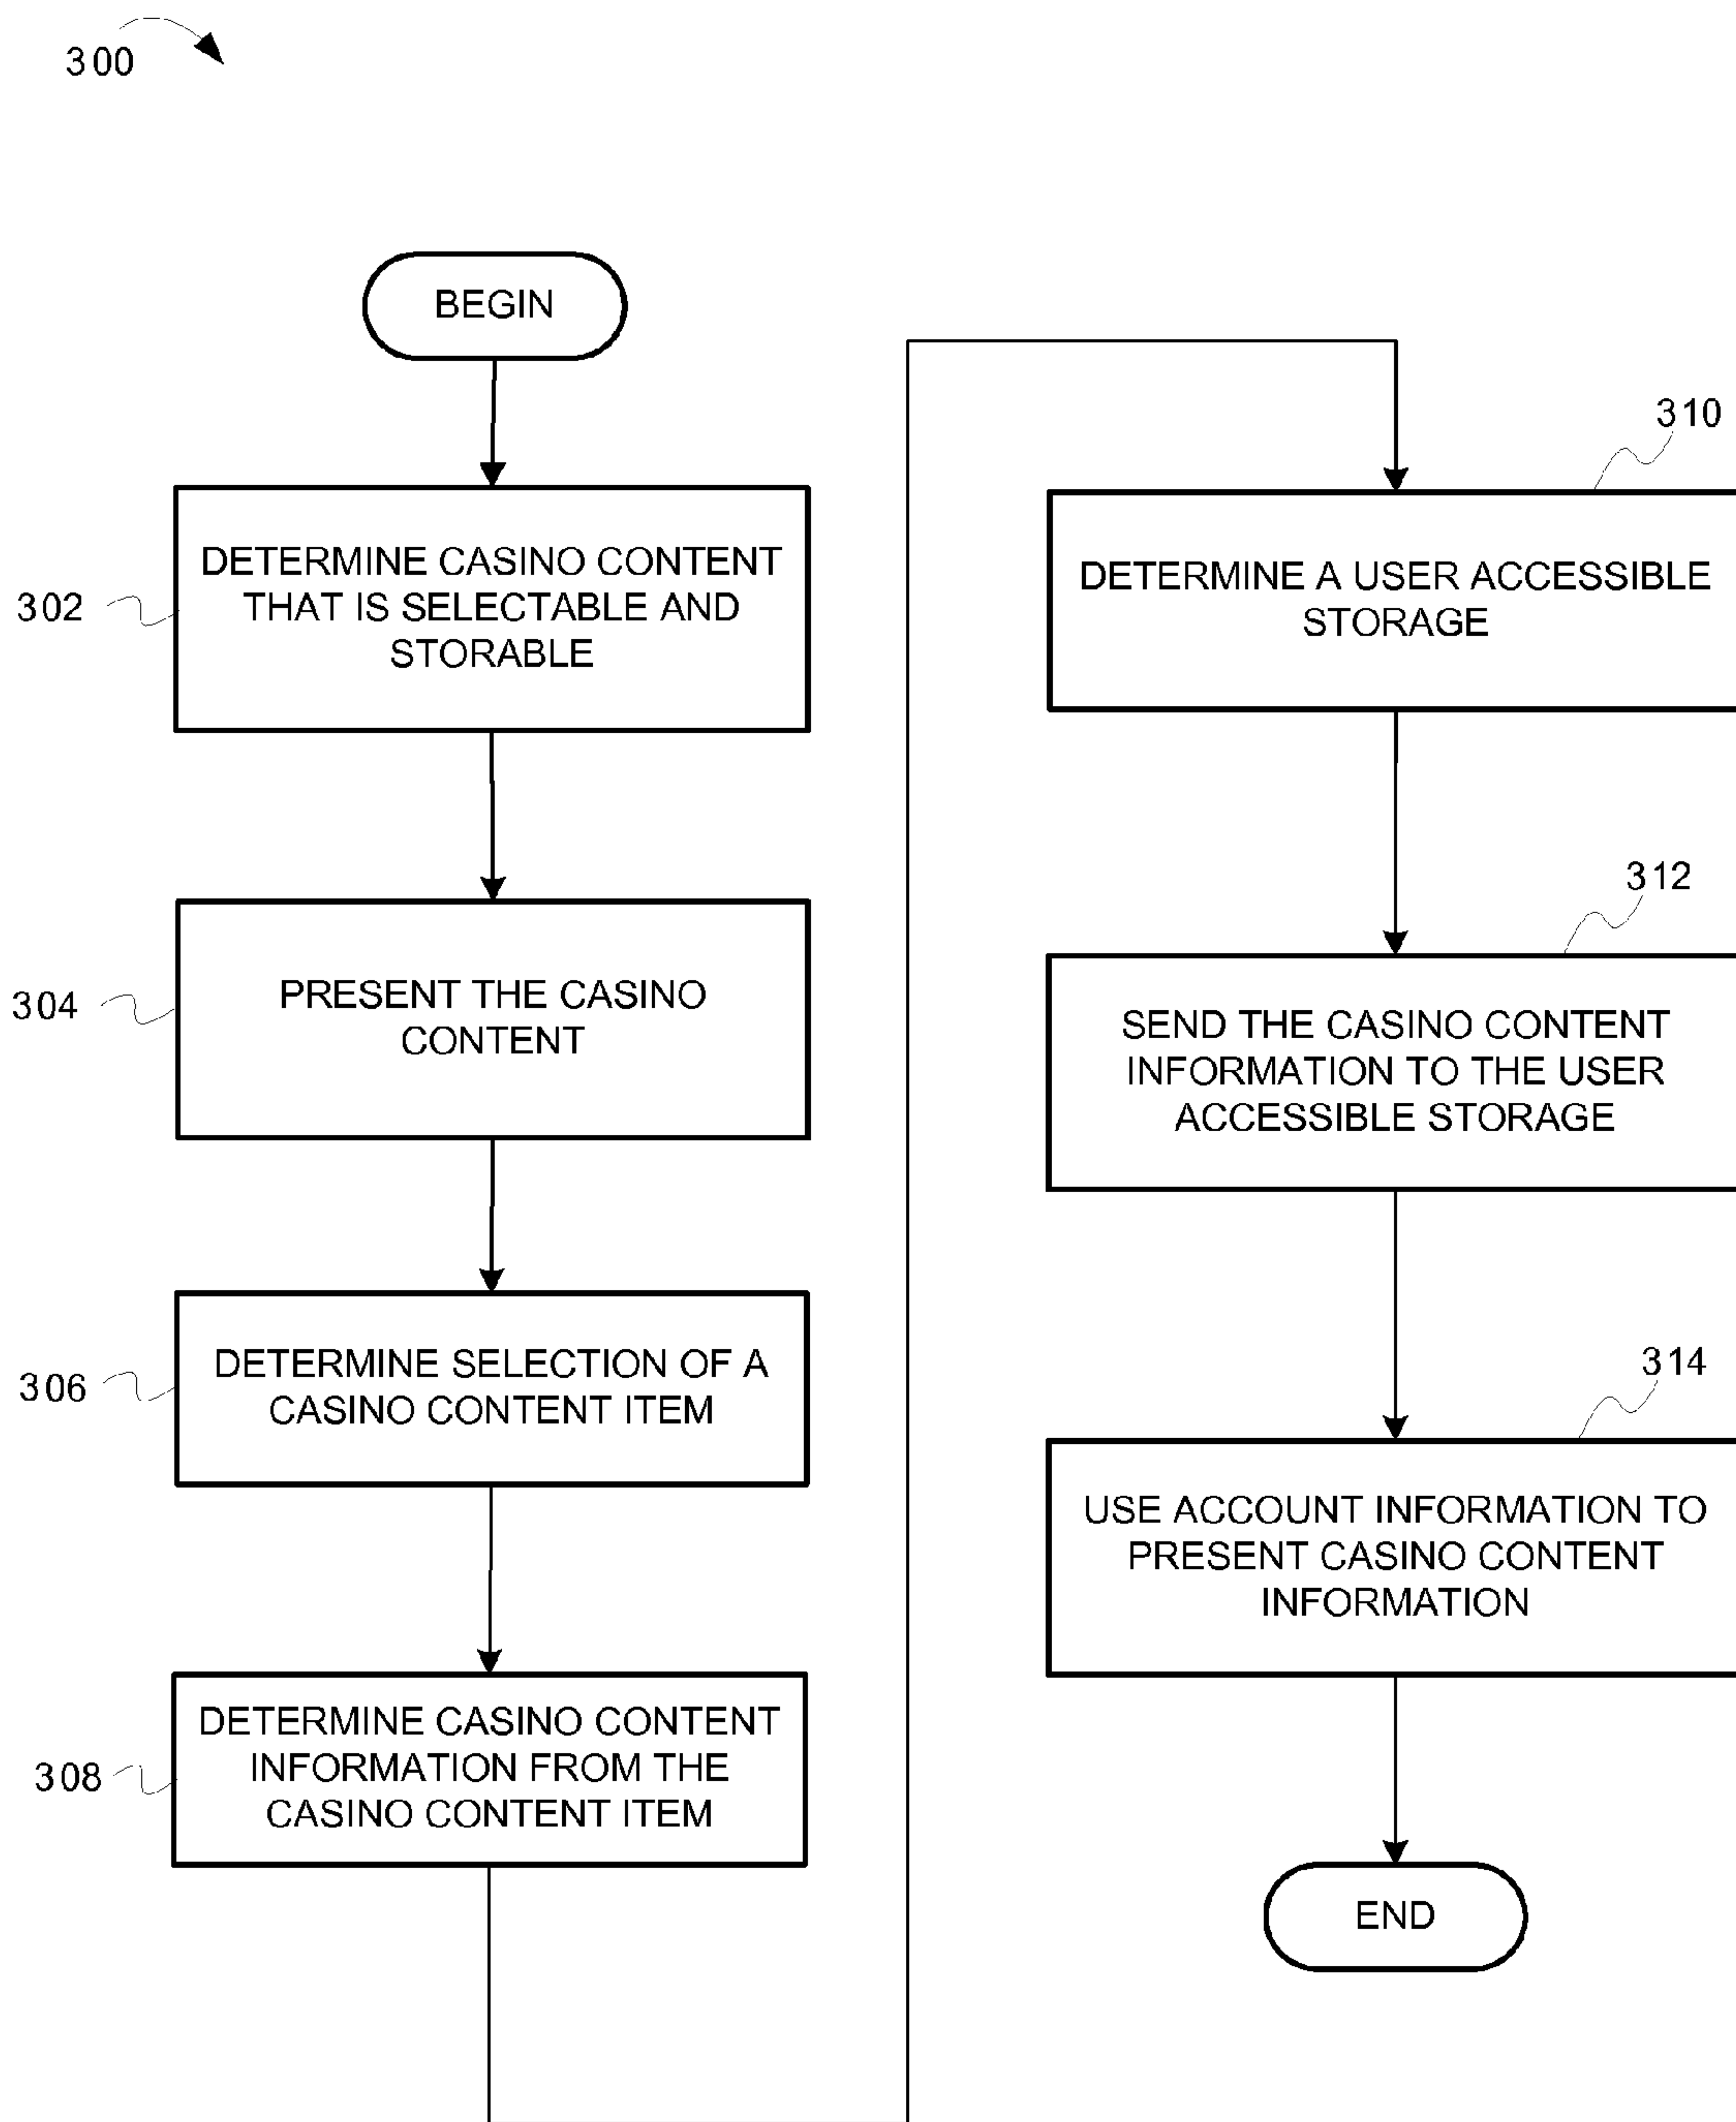 300
BEGIN
302
DETERMINE CASINO CONTENT
THAT IS SELECTABLE AND
STORABLE
304
PRESENT THE CASINO
CONTENT
306
DETERMINE SELECTION OF A
CASINO CONTENT ITEM
308
DETERMINE CASINO CONTENT
INFORMATION FROM THE
CASINO CONTENT ITEM
310
DETERMINE A USER ACCESSIBLE
STORAGE
312
SEND THE CASINO CONTENT
INFORMATION TO THE USER
ACCESSIBLE STORAGE
314
USE ACCOUNT INFORMATION TO
PRESENT CASINO CONTENT
INFORMATION
END